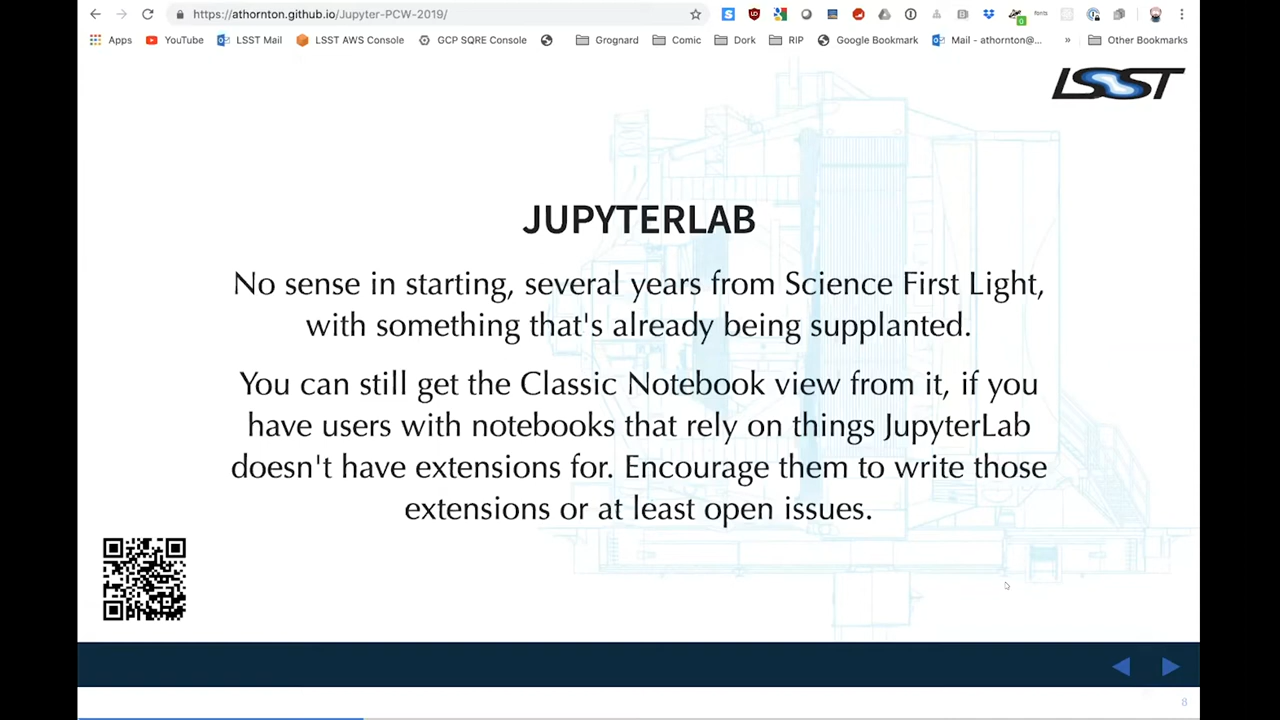 https://athornton.github.io/Jupyter-PCW-2019/
Apps YouTube LSST Mail LSST AWS Console GCP SQRE Console Grognard Comic Dork RIP Google Bookmark Mail - athornton@... » Other Bookmarks
LSST
JUPYTERLAB
No sense in starting, several years from Science First Light,
with something that's already being supplanted.
You can still get the Classic Notebook view from it, if you
have users with notebooks that rely on things JupyterLab
doesn't have extensions for. Encourage them to write those
extensions or at least open issues.
8